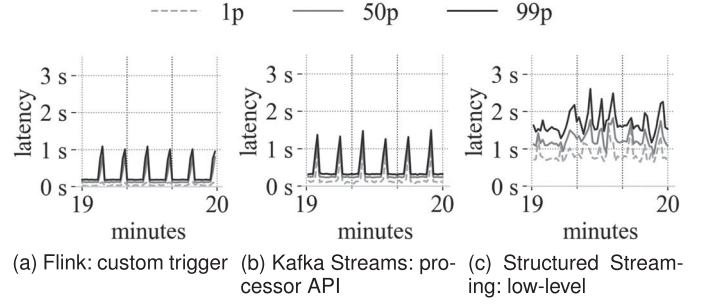 1p 50p 99p
3 s 3 s 3 s
2 s 2 s 2 s
1 s 1 s 1 s
0 s 0 s 0 s
latency latency latency
19 20 19 20 19 20
minutes minutes minutes
(a) Flink: custom trigger
(b) Kafka Streams: pro-
cessor API
(c) Structured Stream-
ing: low-level